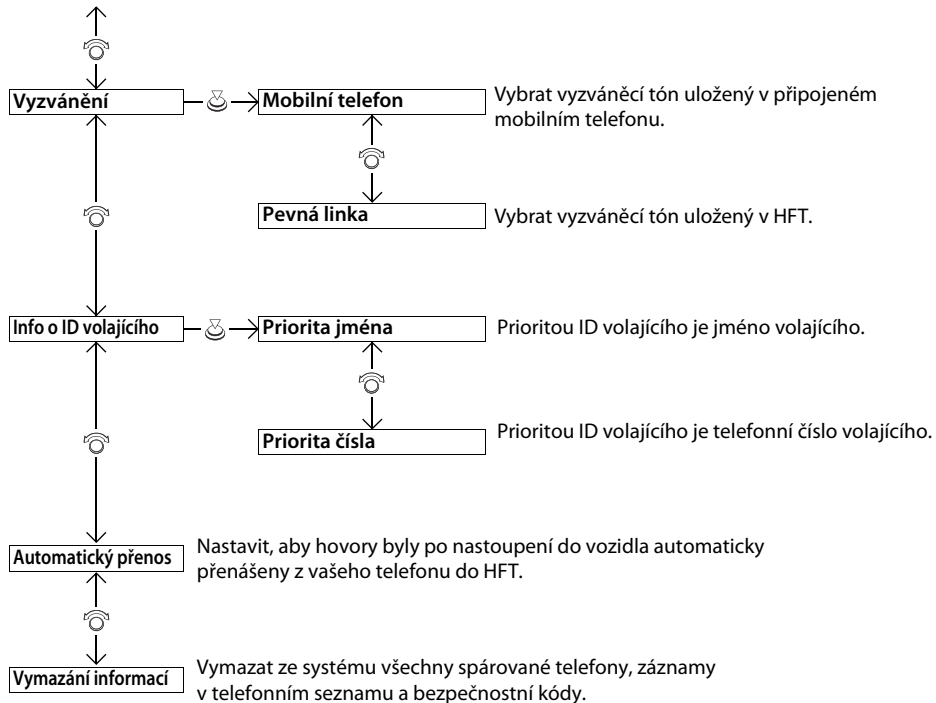 Vyzvánění
Mobilní telefon
Vybrat vyzváněcí tón uložený v připojeném
mobilním telefonu.
Pevná linka
Vybrat vyzváněcí tón uložený v HFT.
Info o ID volajícího
Priorita jména
Prioritou ID volajícího je jméno volajícího.
Priorita čísla
Prioritou ID volajícího je telefonní číslo volajícího.
Automatický přenos
Nastavit, aby hovory byly po nastoupení do vozidla automaticky
přenášeny z vašeho telefonu do HFT.
Vymazání informací
Vymazat ze systému všechny spárované telefony, záznamy
v telefonním seznamu a bezpečnostní kódy.